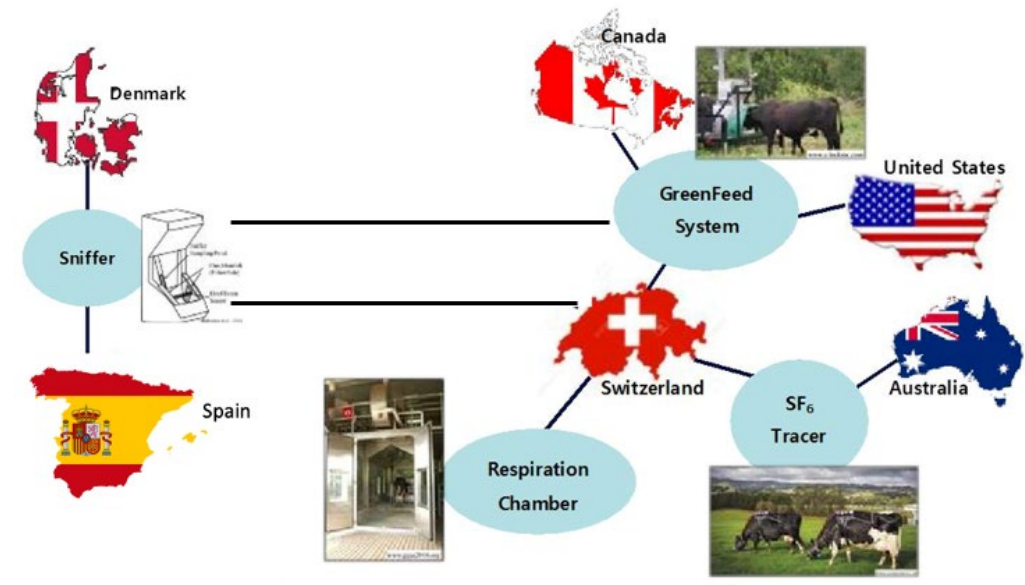 Canada
Denmark
United States
GreenFeed
System
Sniffer
Switzerland
Australia
Spain
SF₆
Tracer
Respiration
Chamber